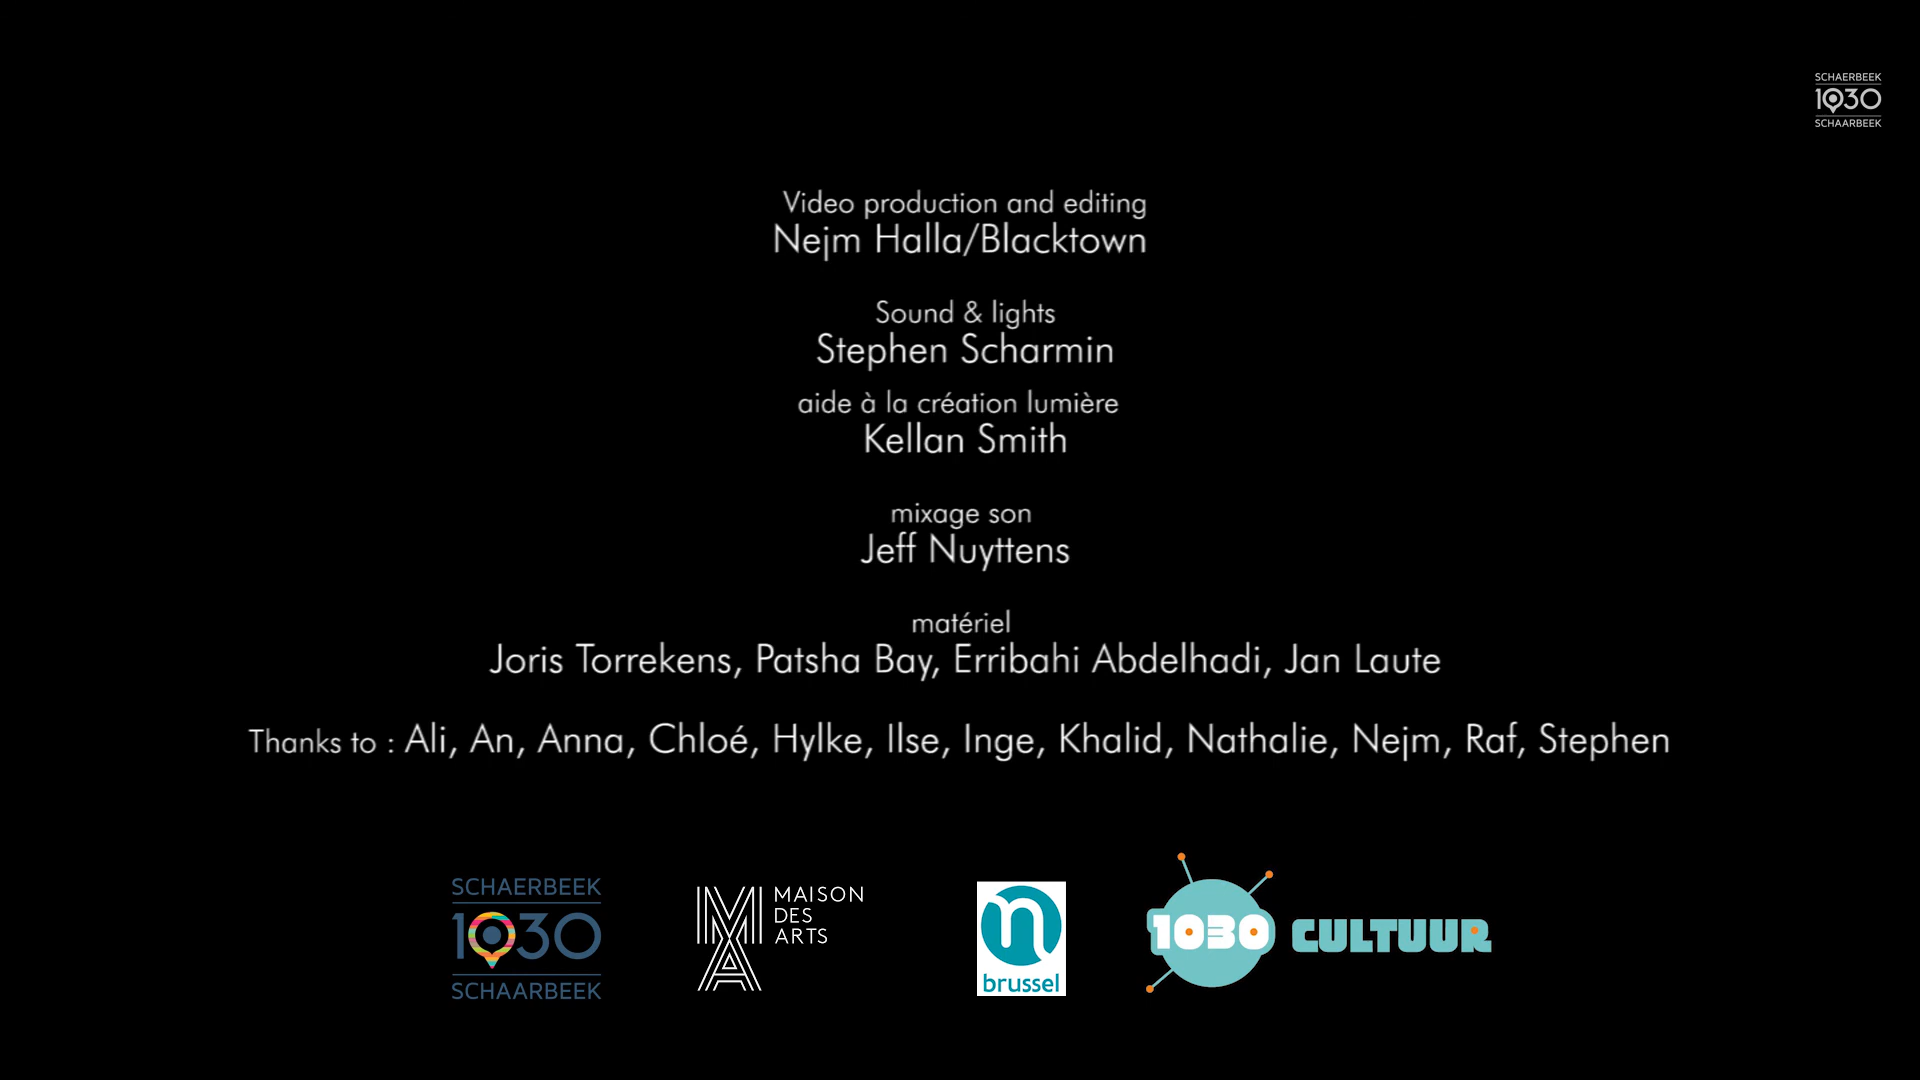 SCHAERBEEK
1030
SCHAARBEEK
Video production and editing
Nejm Halla/Blacktown
Sound & lights
Stephen Scharmin
aide à la création lumière
Kellan Smith
mixage son
Jeff Nuyttens
matériel
Joris Torrekens, Patsha Bay, Erribahi Abdelhadi, Jan Laute
Thanks to : Ali, An, Anna, Chloé, Hylke, Ilse, Inge, Khalid, Nathalie, Nejm, Raf, Stephen
SCHAERBEEK
1030
SCHAARBEEK
MA
MAISON
DES
ARTS
n
brussel
1030 CULTUUR